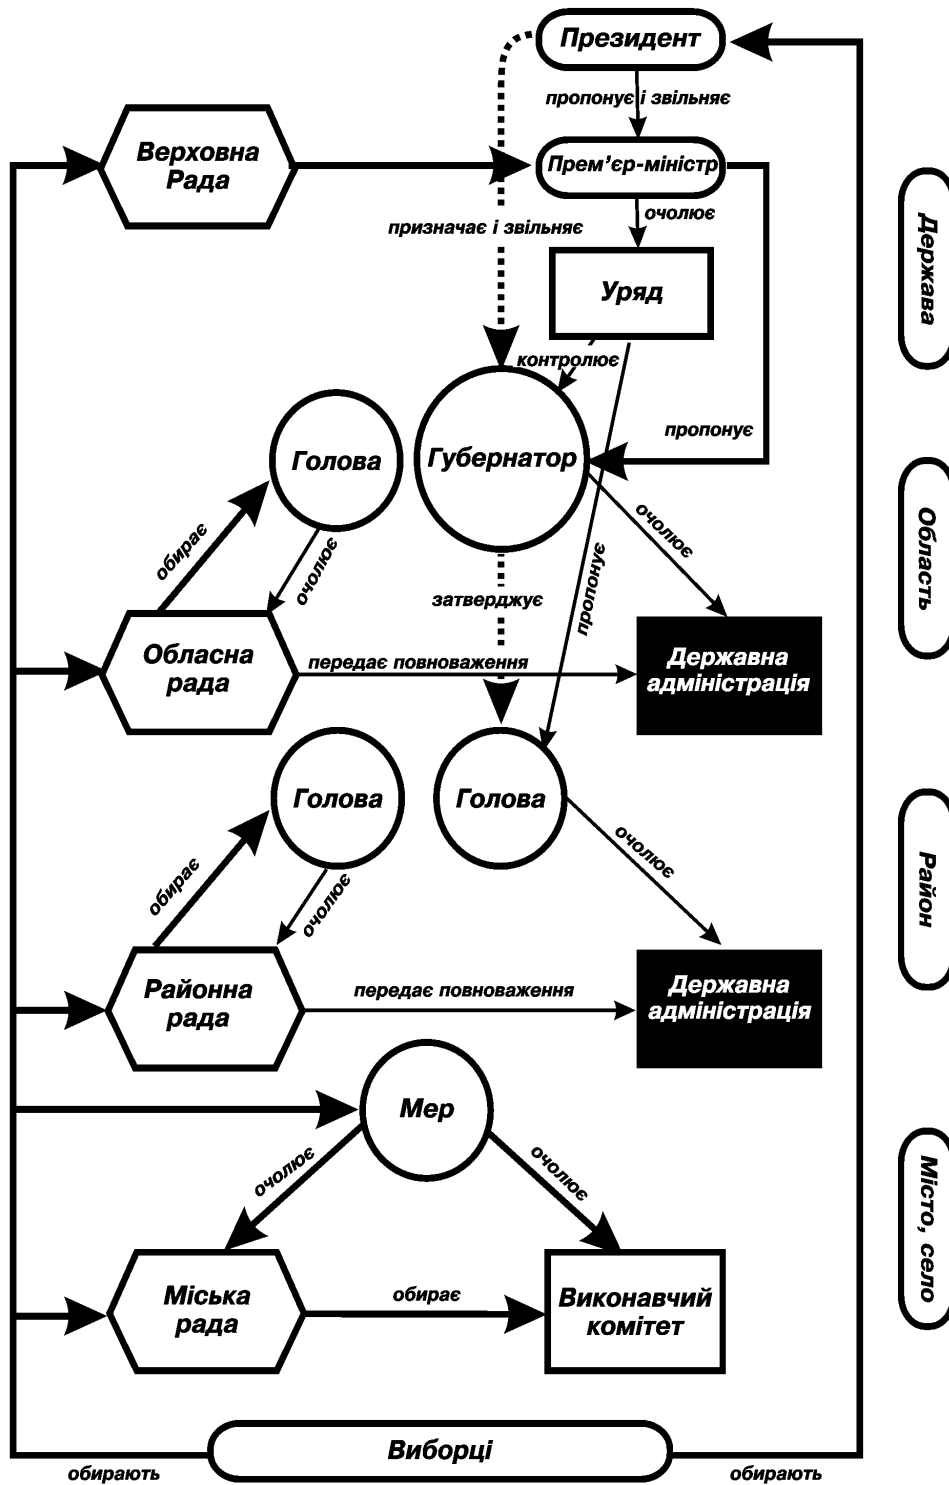 Президент
пропонує і звільняє
Верховна
Рада
Прем’єр-міністр
очолює
призначає і звільняє
Держава
Уряд
контролює
пропонує
Голова
Губернатор
обирає
очолює
очолює
пропонує
затверджує
Область
Обласна
рада
передає повноваження
Державна
адміністрація
Голова
Голова
обирає
очолює
очолює
Район
Районна
рада
передає повноваження
Державна
адміністрація
Мер
очолює
очолює
Місто, село
Міська
рада
обирає
Виконавчий
комітет
Виборці
обирають
обирають